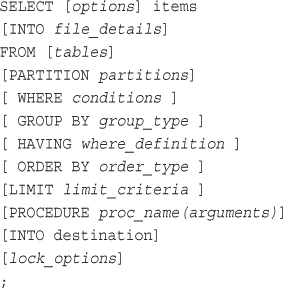 SELECT [options] items
[INTO file_details]
FROM [tables]
[PARTITION partitions]
[ WHERE conditions ]
[ GROUP BY group_type ]
[ HAVING where_definition ]
[ ORDER BY order_type ]
[LIMIT limit_criteria ]
[PROCEDURE proc_name(arguments)]
[INTO destination]
[lock_options]
;